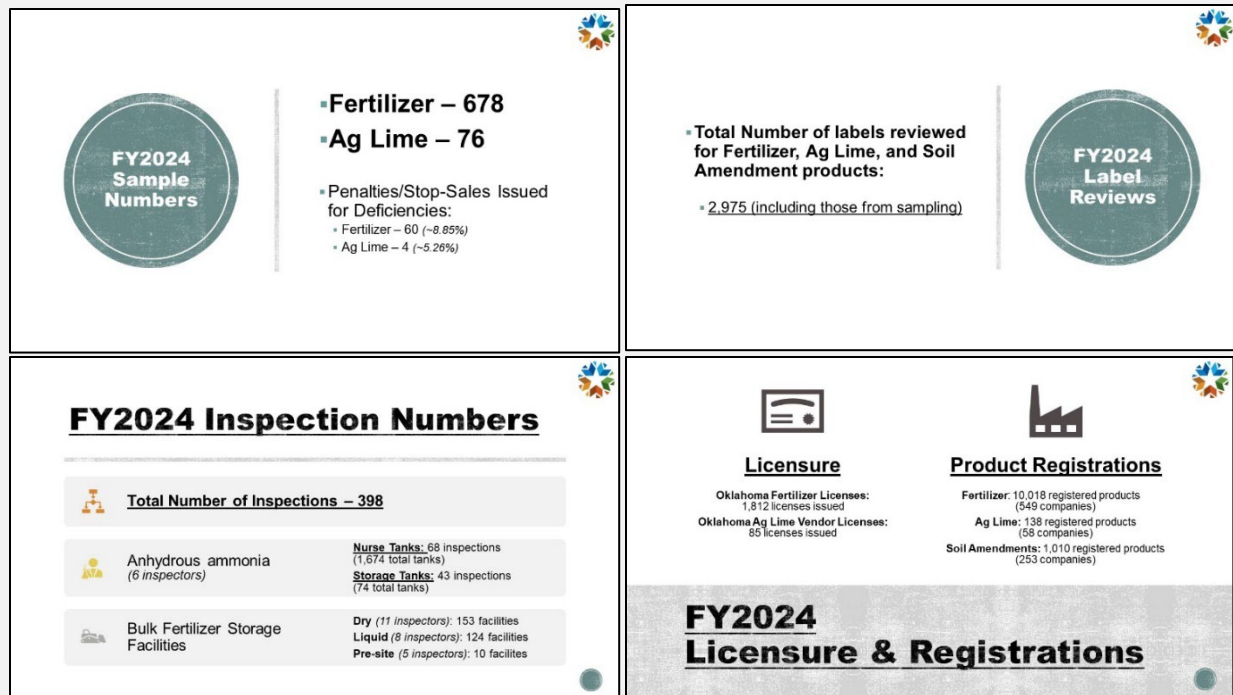 FY2024
Sample
Numbers
▪Fertilizer – 678
▪Ag Lime – 76
▪Penalties/Stop-Sales Issued
for Deficiencies:
▪ Fertilizer – 60 (~8.85%)
▪ Ag Lime – 4 (~5.26%)
▪Total Number of labels reviewed
for Fertilizer, Ag Lime, and Soil
Amendment products:
▪ 2,975 (including those from sampling)
FY2024
Label
Reviews
FY2024 Inspection Numbers
Total Number of Inspections – 398
Anhydrous ammonia
(6 inspectors)
Nurse Tanks: 68 inspections
(1,674 total tanks)
Storage Tanks: 43 inspections
(74 total tanks)
Bulk Fertilizer Storage
Facilities
Dry (11 inspectors): 153 facilities
Liquid (8 inspectors): 124 facilities
Pre-site (5 inspectors): 10 facilites
Licensure
Oklahoma Fertilizer Licenses:
1,812 licenses issued
Oklahoma Ag Lime Vendor Licenses:
85 licenses issued
Product Registrations
Fertilizer: 10,018 registered products
(549 companies)
Ag Lime: 138 registered products
(58 companies)
Soil Amendments: 1,010 registered products
(253 companies)
FY2024
Licensure & Registrations